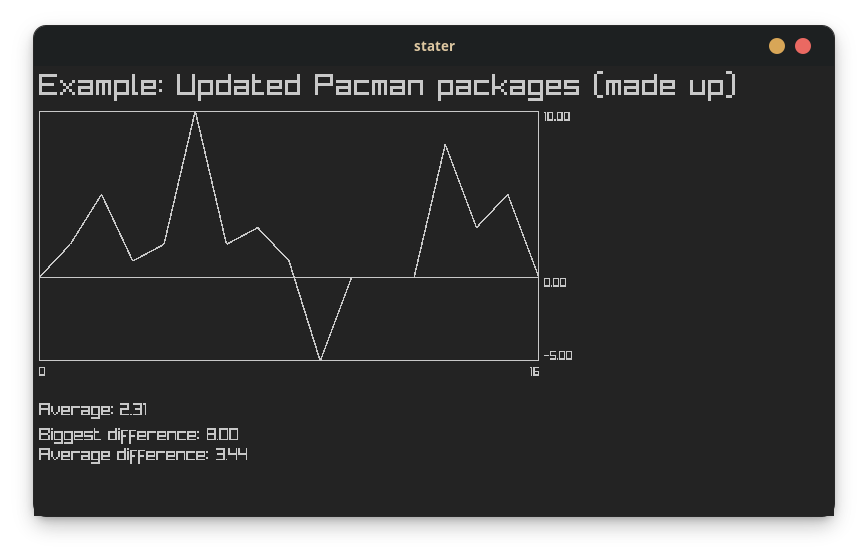 stater
Example: Updated Pacman packages (made up)
10.00
0.00
-5.00
0 16
Average: 2.31
Biggest difference: 8.00
Average difference: 3.44